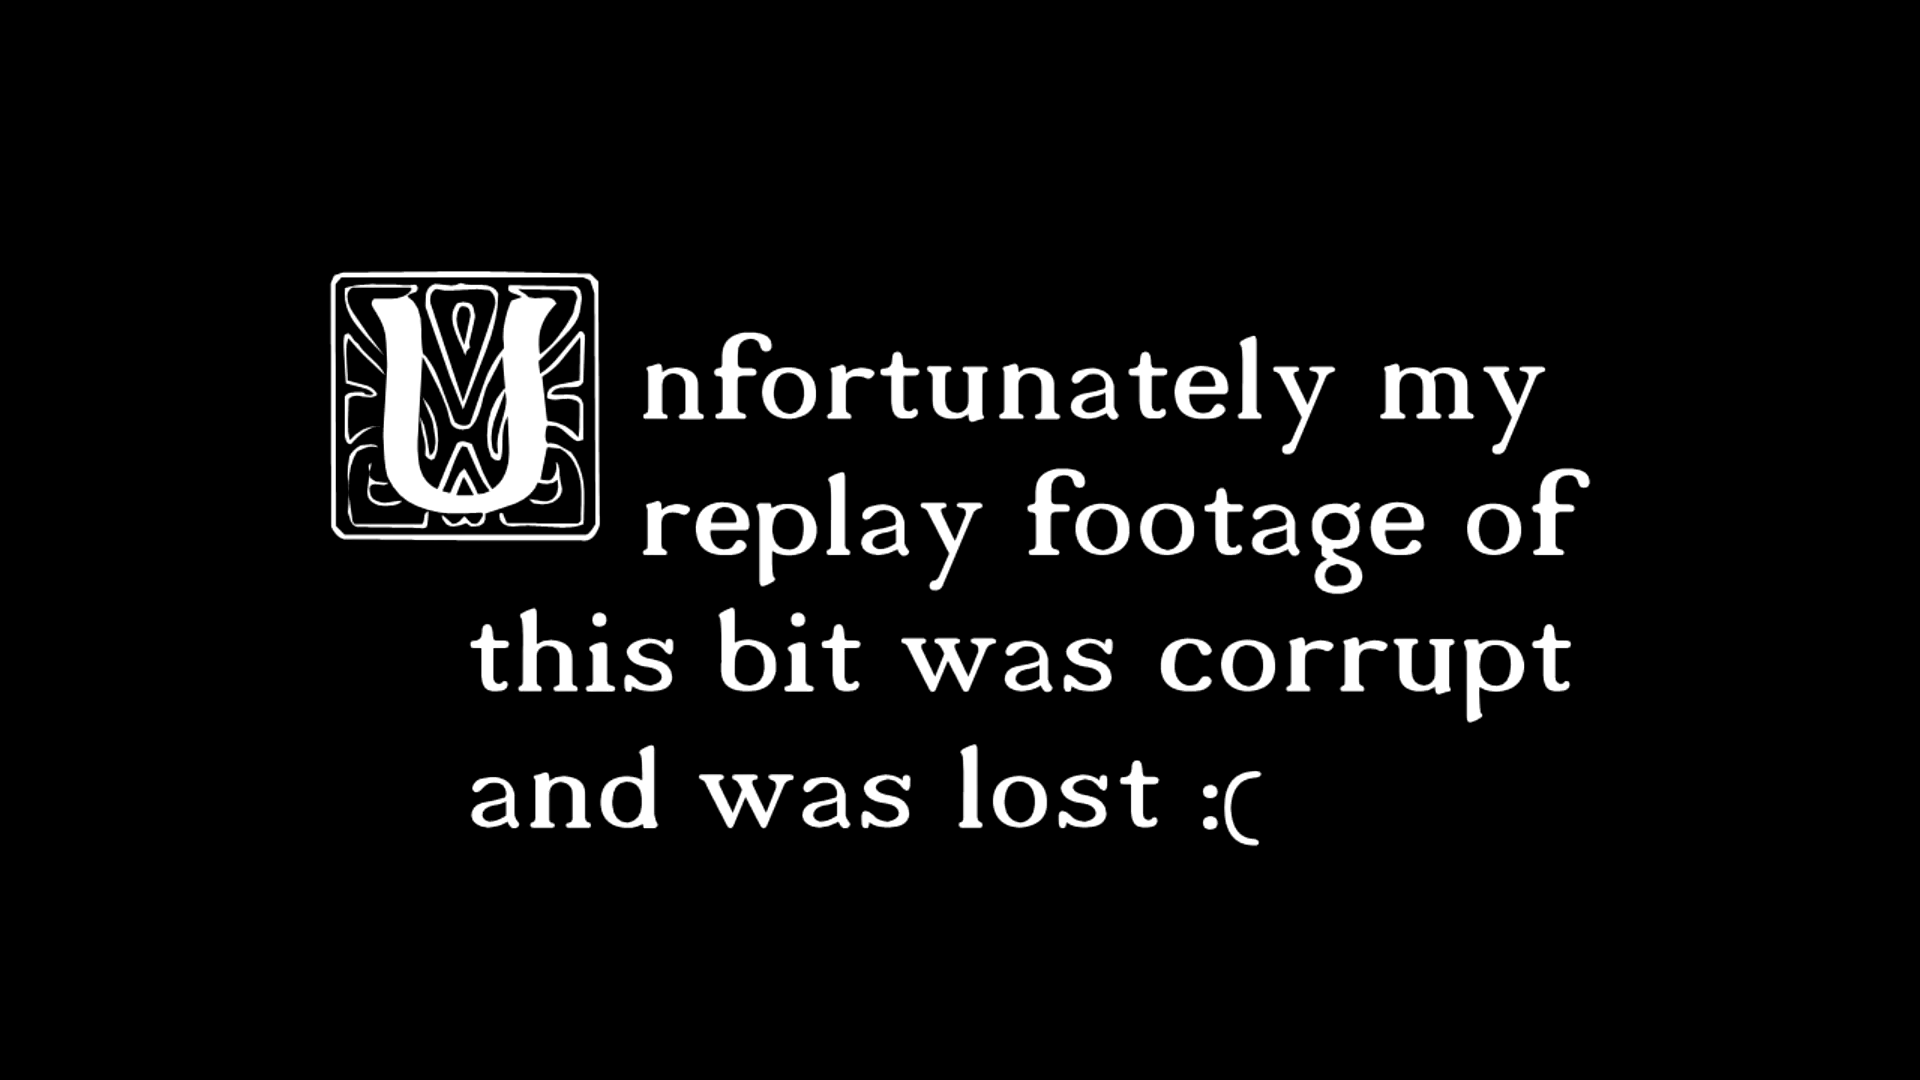 Unfortunately my
replay footage of
this bit was corrupt
and was lost :(